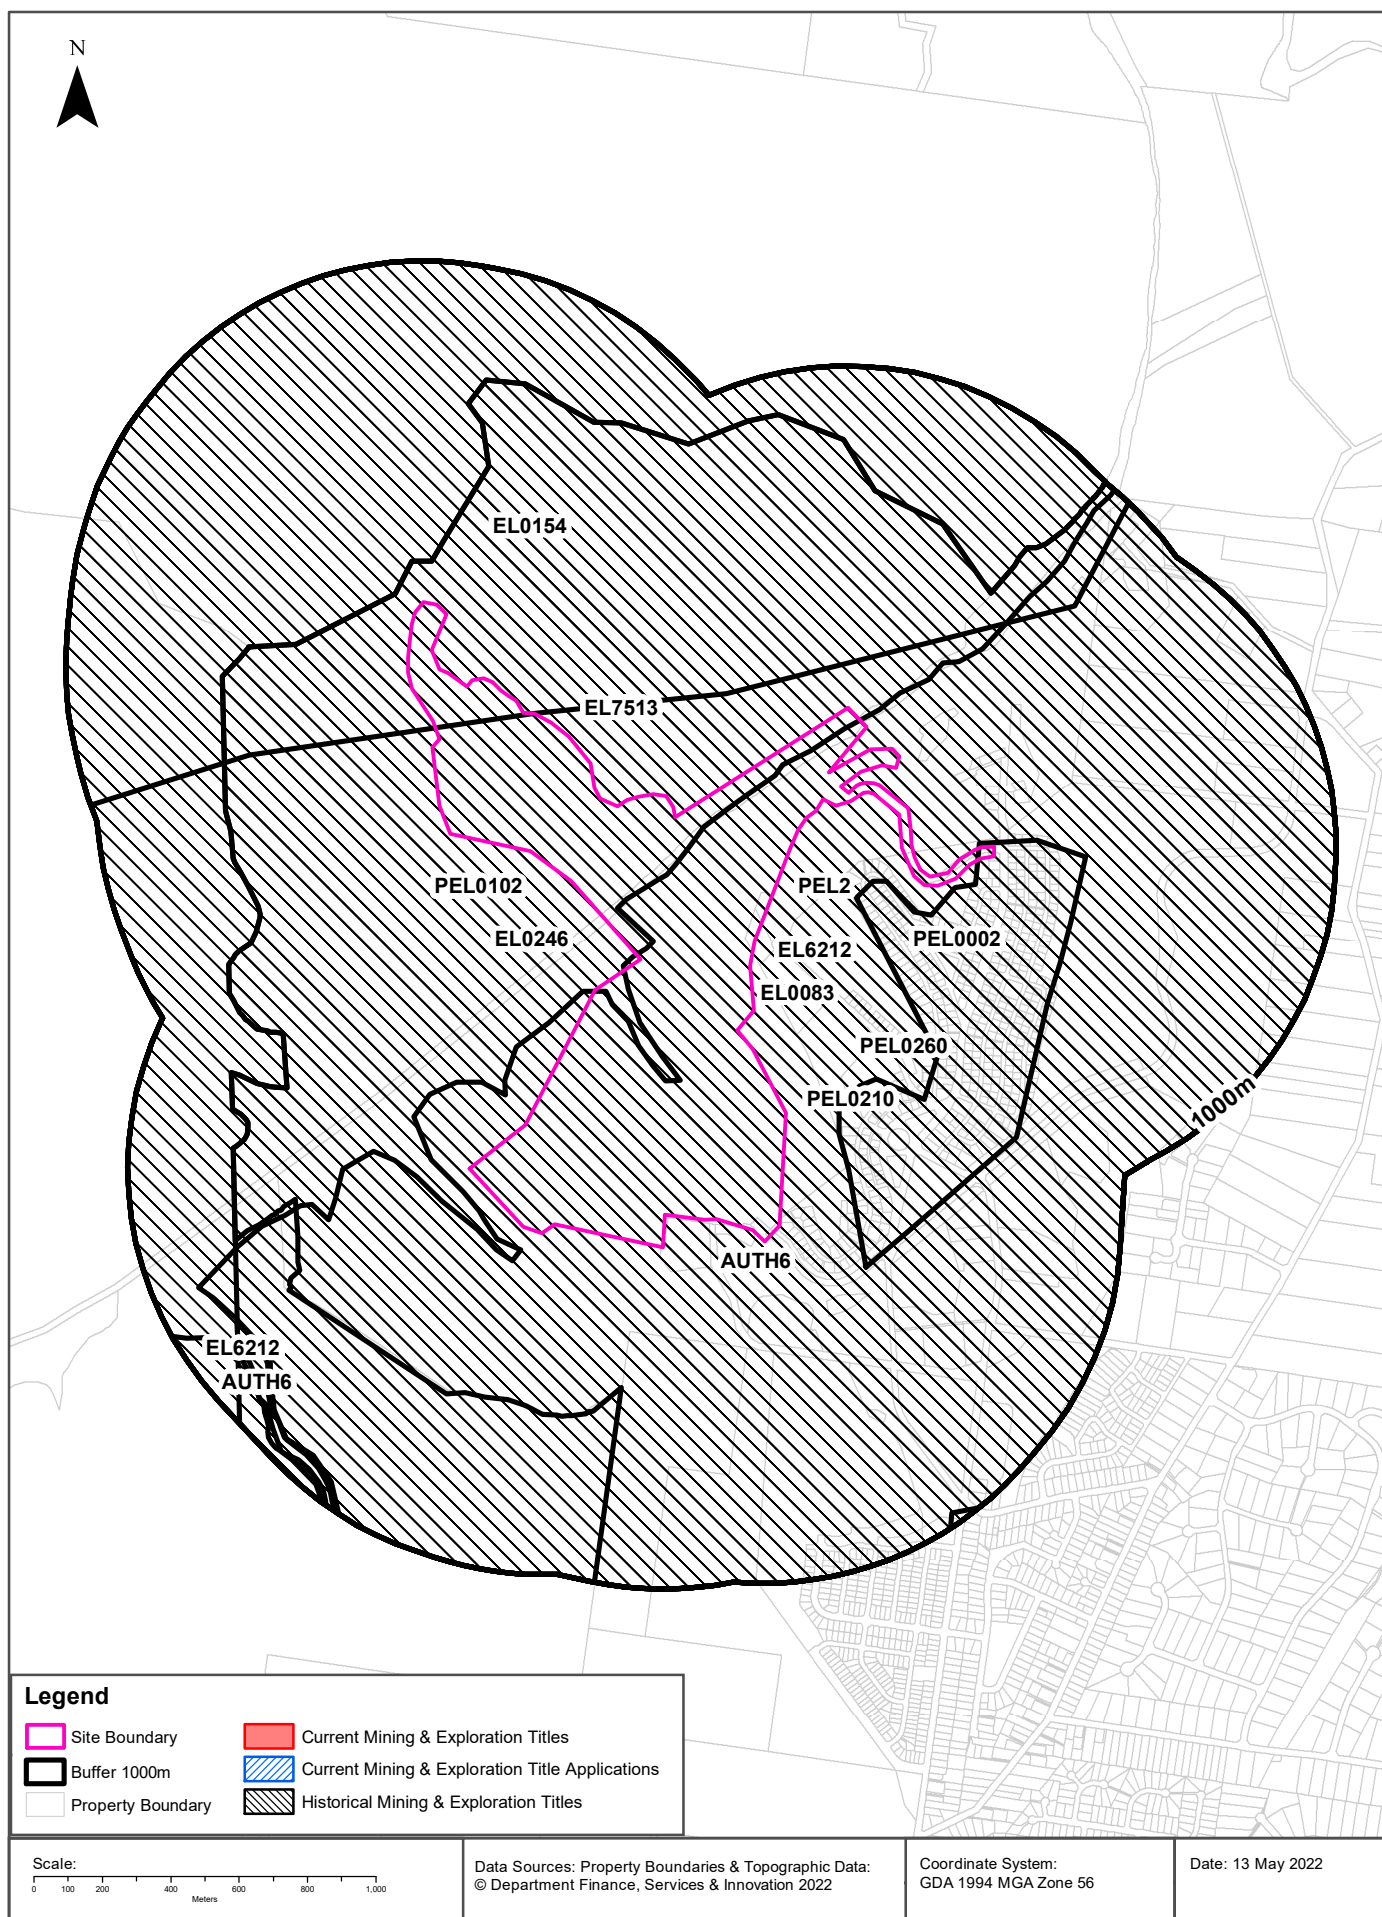 N
EL0154
EL7513
PEL0102
PEL2
EL0246
PEL0002
EL6212
EL0083
PEL0260
PEL0210
1000m
AUTH6
EL6212
AUTH6
Legend
Site Boundary
Buffer 1000m
Property Boundary
Current Mining & Exploration Titles
Current Mining & Exploration Title Applications
Historical Mining & Exploration Titles
Scale:
0 100 200 400 600 800 1,000
Meters
Data Sources: Property Boundaries & Topographic Data:
© Department Finance, Services & Innovation 2022
Coordinate System:
GDA 1994 MGA Zone 56
Date: 13 May 2022